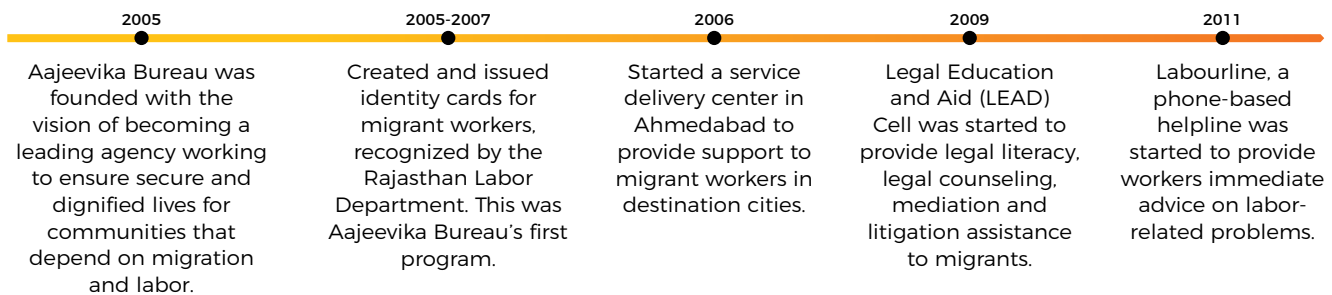 2005
Aajeevika Bureau was
founded with the
vision of becoming a
leading agency working
to ensure secure and
dignified lives for
communities that
depend on migration
and labor.
2005-2007
Created and issued
identity cards for
migrant workers,
recognized by the
Rajasthan Labor
Department. This was
Aajeevika Bureau's first
program.
2006
Started a service
delivery center in
Ahmedabad to
provide support to
migrant workers in
destination cities.
2009
Legal Education
and Aid (LEAD)
Cell was started to
provide legal literacy,
legal counseling,
mediation and
litigation assistance
to migrants.
2011
Labourline, a
phone-based
helpline was
started to provide
workers immediate
advice on labor-
related problems.